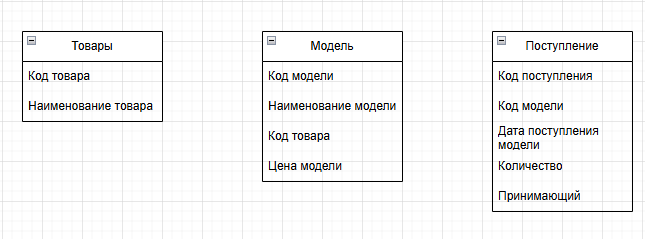 Товары
Код товара
Наименование товара
Модель
Код модели
Наименование модели
Код товара
Цена модели
Поступление
Код поступления
Код модели
Дата поступления
модели
Количество
Принимающий